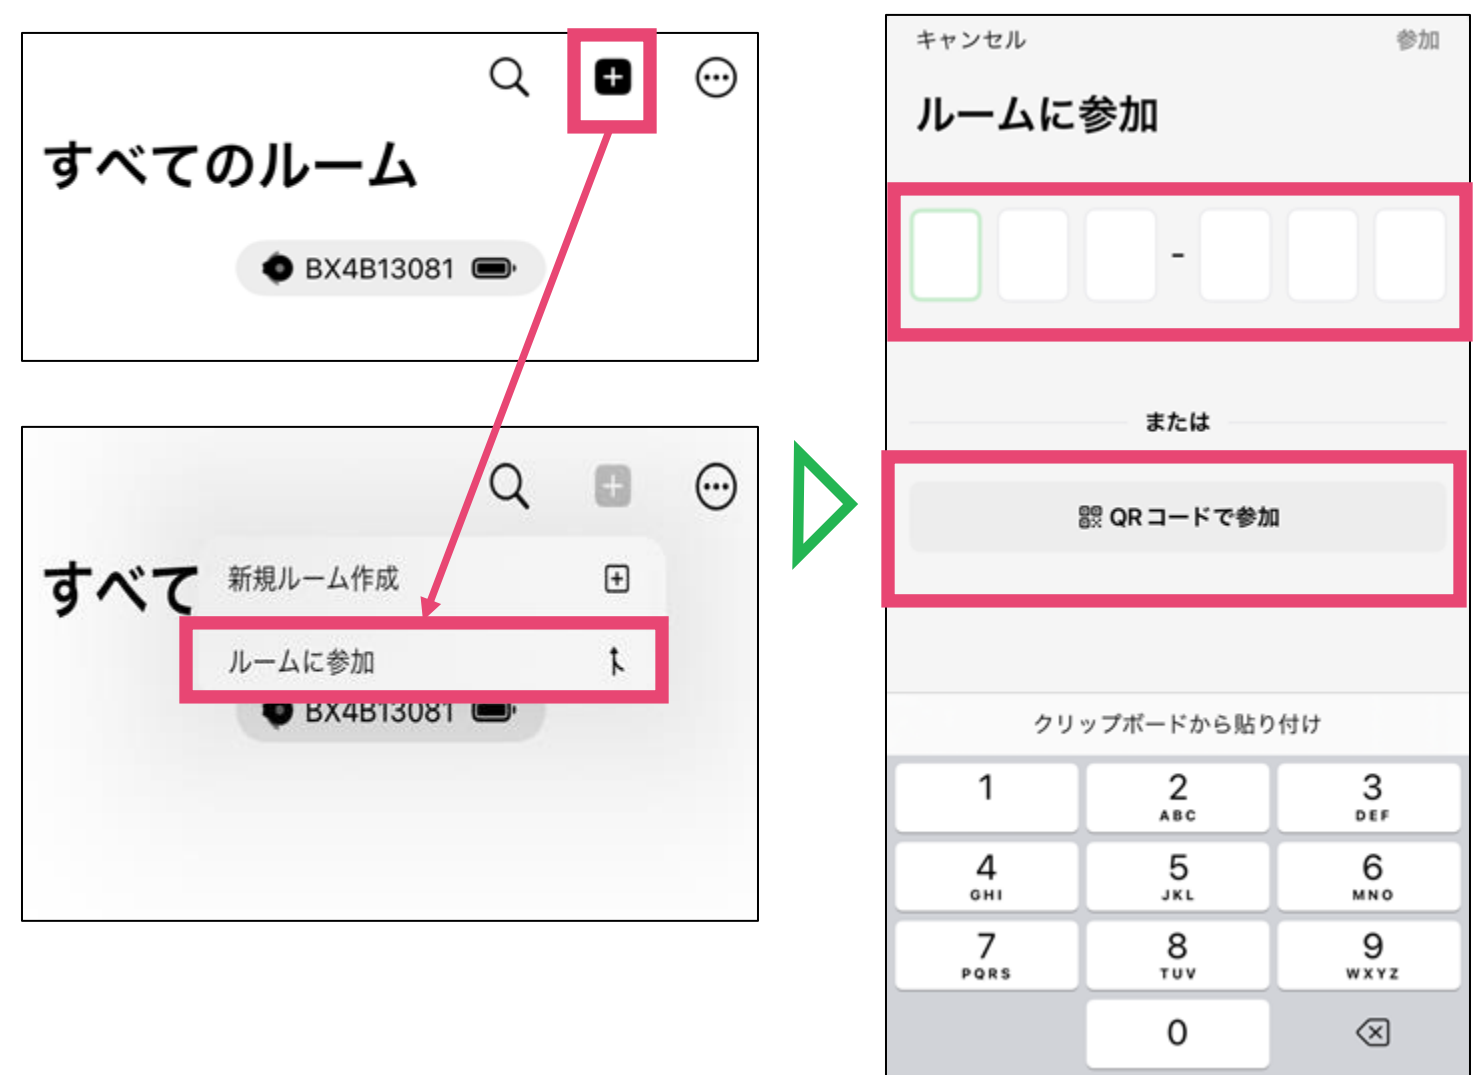 すべてのルーム
BX4B13081
すべて
新規ルーム作成
ルームに参加
BX4B13081
キャンセル
参加
ルームに参加
-
または
QRコードで参加
クリップボードから貼り付け
1
2
ABC
3
DEF
4
GHI
5
JKL
6
MNO
7
PQRS
8
TUV
9
WXYZ
0